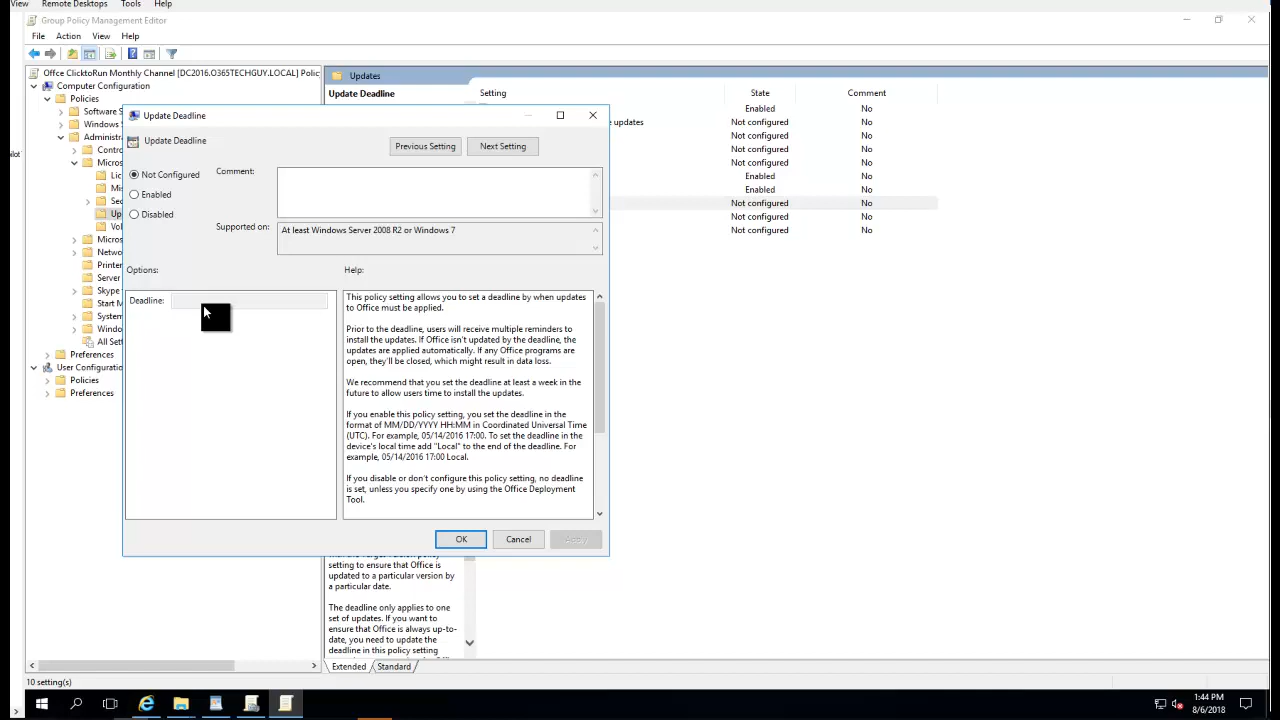 View Remote Desktops Tools Help
Group Policy Management Editor
File Action View Help
Offce ClicktoRun Monthly Channel [DC2016.O365TECHGUY.LOCAL] Policy
Computer Configuration
Policies
Software S
Windows S
Administra
Contro
Micros
Lic
Mis
Sec
Up
Vol
Micros
Networ
Printer
Server
Skype
Start M
System
Windo
All Sett
Preferences
User Configuratio
Policies
Preferences
pilot
Updates
Update Deadline
Setting State Comment
Enabled No
e updates Not configured No
Not configured No
Not configured No
Not configured No
Enabled No
Enabled No
Not configured No
Not configured No
Not configured No
Update Deadline
Update Deadline
Previous Setting Next Setting
Not Configured
Enabled
Disabled
Comment:
Supported on:
At least Windows Server 2008 R2 or Windows 7
Options:
Help:
Deadline:
This policy setting allows you to set a deadline by when updates
to Office must be applied.
Prior to the deadline, users will receive multiple reminders to
install the updates. If Office isn't updated by the deadline, the
updates are applied automatically. If any Office programs are
open, they'll be closed, which might result in data loss.
We recommend that you set the deadline at least a week in the
future to allow users time to install the updates.
If you enable this policy setting, you set the deadline in the
format of MM/DD/YYYY HH:MM in Coordinated Universal Time
(UTC). For example, 05/14/2016 17:00. To set the deadline in the
device's local time add "Local" to the end of the deadline. For
example, 05/14/2016 17:00 Local.
If you disable or don't configure this policy setting, no deadline
is set, unless you specify one by using the Office Deployment
Tool.
OK Cancel Apply
setting to ensure that Office is
updated to a particular version by
a particular date.
The deadline only applies to one
set of updates. If you want to
ensure that Office is always up-to-
date, you need to update the
deadline in this policy setting
Extended Standard
10 setting(s)
1:44 PM
8/6/2018